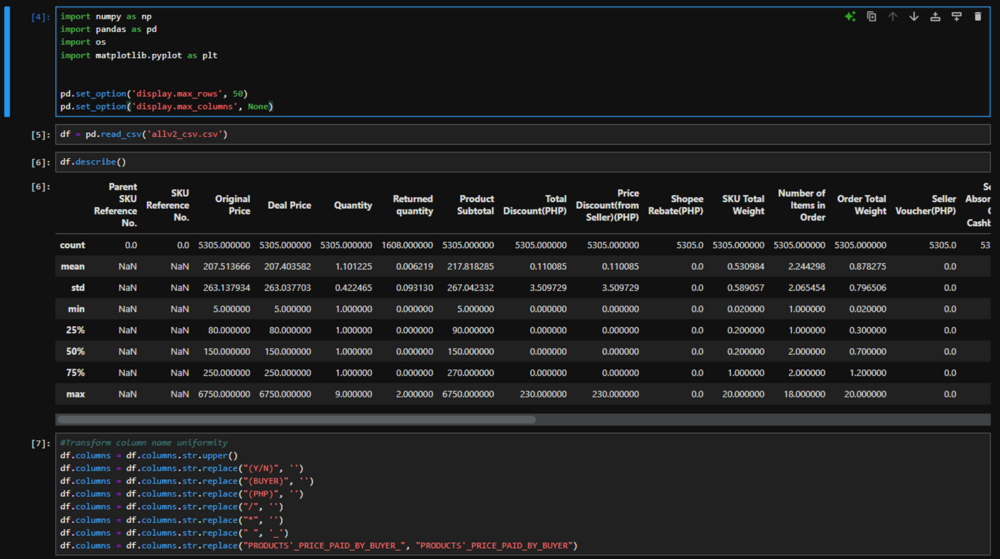 [4]:
import numpy as np
import pandas as pd
import os
import matplotlib.pyplot as plt
pd.set_option('display.max_rows', 50)
pd.set_option('display.max_columns', None)
[5]:
df = pd.read_csv('allv2_csv.csv')
[6]:
df.describe()
[6]:
Parent SKU Reference No. SKU Reference No. Original Price Deal Price Quantity Returned quantity Product Subtotal Total Discount(PHP) Price Discount(from Seller)(PHP) Shopee Rebate(PHP) SKU Total Weight Number of Items in Order Order Total Weight Seller Voucher(PHP)
count 0.0 0.0 5305.000000 5305.000000 5305.000000 1608.000000 5305.000000 5305.000000 5305.000000 5305.0 5305.000000 5305.000000 5305.000000 5305.0 53
mean NaN NaN 207.513666 207.403582 1.101225 0.006219 217.818285 0.110085 0.110085 0.0 0.530984 2.244298 0.878275 0.0
std NaN NaN 263.137934 263.037703 0.422465 0.093130 267.042332 3.509729 3.509729 0.0 0.589057 2.065454 0.796506 0.0
min NaN NaN 5.000000 5.000000 1.000000 0.000000 5.000000 0.000000 0.000000 0.0 0.020000 1.000000 0.020000 0.0
25% NaN NaN 80.000000 80.000000 1.000000 0.000000 90.000000 0.000000 0.000000 0.0 0.200000 1.000000 0.300000 0.0
50% NaN NaN 150.000000 150.000000 1.000000 0.000000 150.000000 0.000000 0.000000 0.0 0.200000 2.000000 0.700000 0.0
75% NaN NaN 250.000000 250.000000 1.000000 0.000000 270.000000 0.000000 0.000000 0.0 1.000000 2.000000 1.200000 0.0
max NaN NaN 6750.000000 6750.000000 9.000000 2.000000 6750.000000 230.000000 230.000000 0.0 20.000000 18.000000 20.000000 0.0
[7]:
#Transform column name uniformity
df.columns = df.columns.str.upper()
df.columns = df.columns.str.replace("(Y/N)", '')
df.columns = df.columns.str.replace("(BUYER)", '')
df.columns = df.columns.str.replace("(PHP)", '')
df.columns = df.columns.str.replace("/", '')
df.columns = df.columns.str.replace("*", '')
df.columns = df.columns.str.replace(" ", '_')
df.columns = df.columns.str.replace("PRODUCTS'_PRICE_PAID_BY_BUYER_", "PRODUCTS'_PRICE_PAID_BY_BUYER")